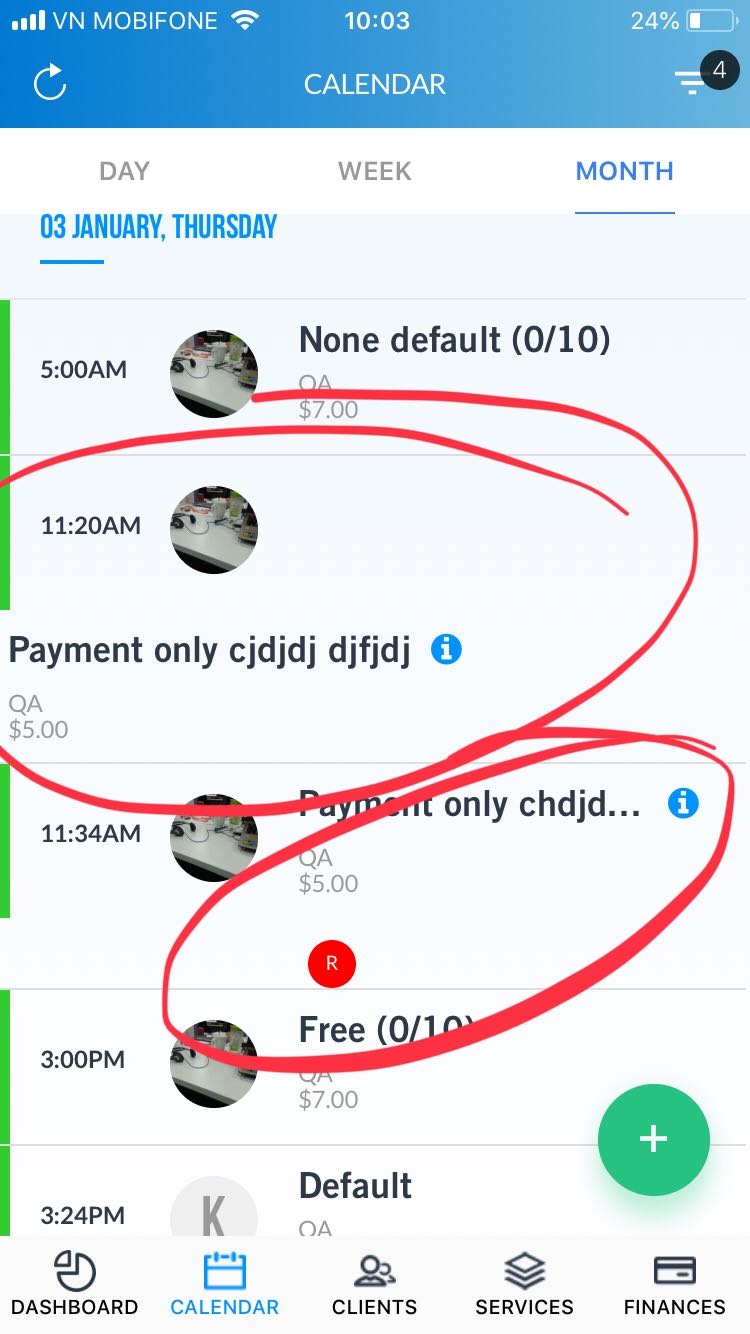 VN MOBIFONE 10:03 24%
CALENDAR 4
DAY WEEK MONTH
03 JANUARY, THURSDAY
5:00AM
None default (0/10)
QA
$7.00
11:20AM
Payment only cjdjdj djfjdj
QA
$5.00
11:34AM
Payment only chdjd...
QA
$5.00
R
3:00PM
Free (0/10)
QA
$7.00
3:24PM
K
Default
QA
+
DASHBOARD CALENDAR CLIENTS SERVICES FINANCES